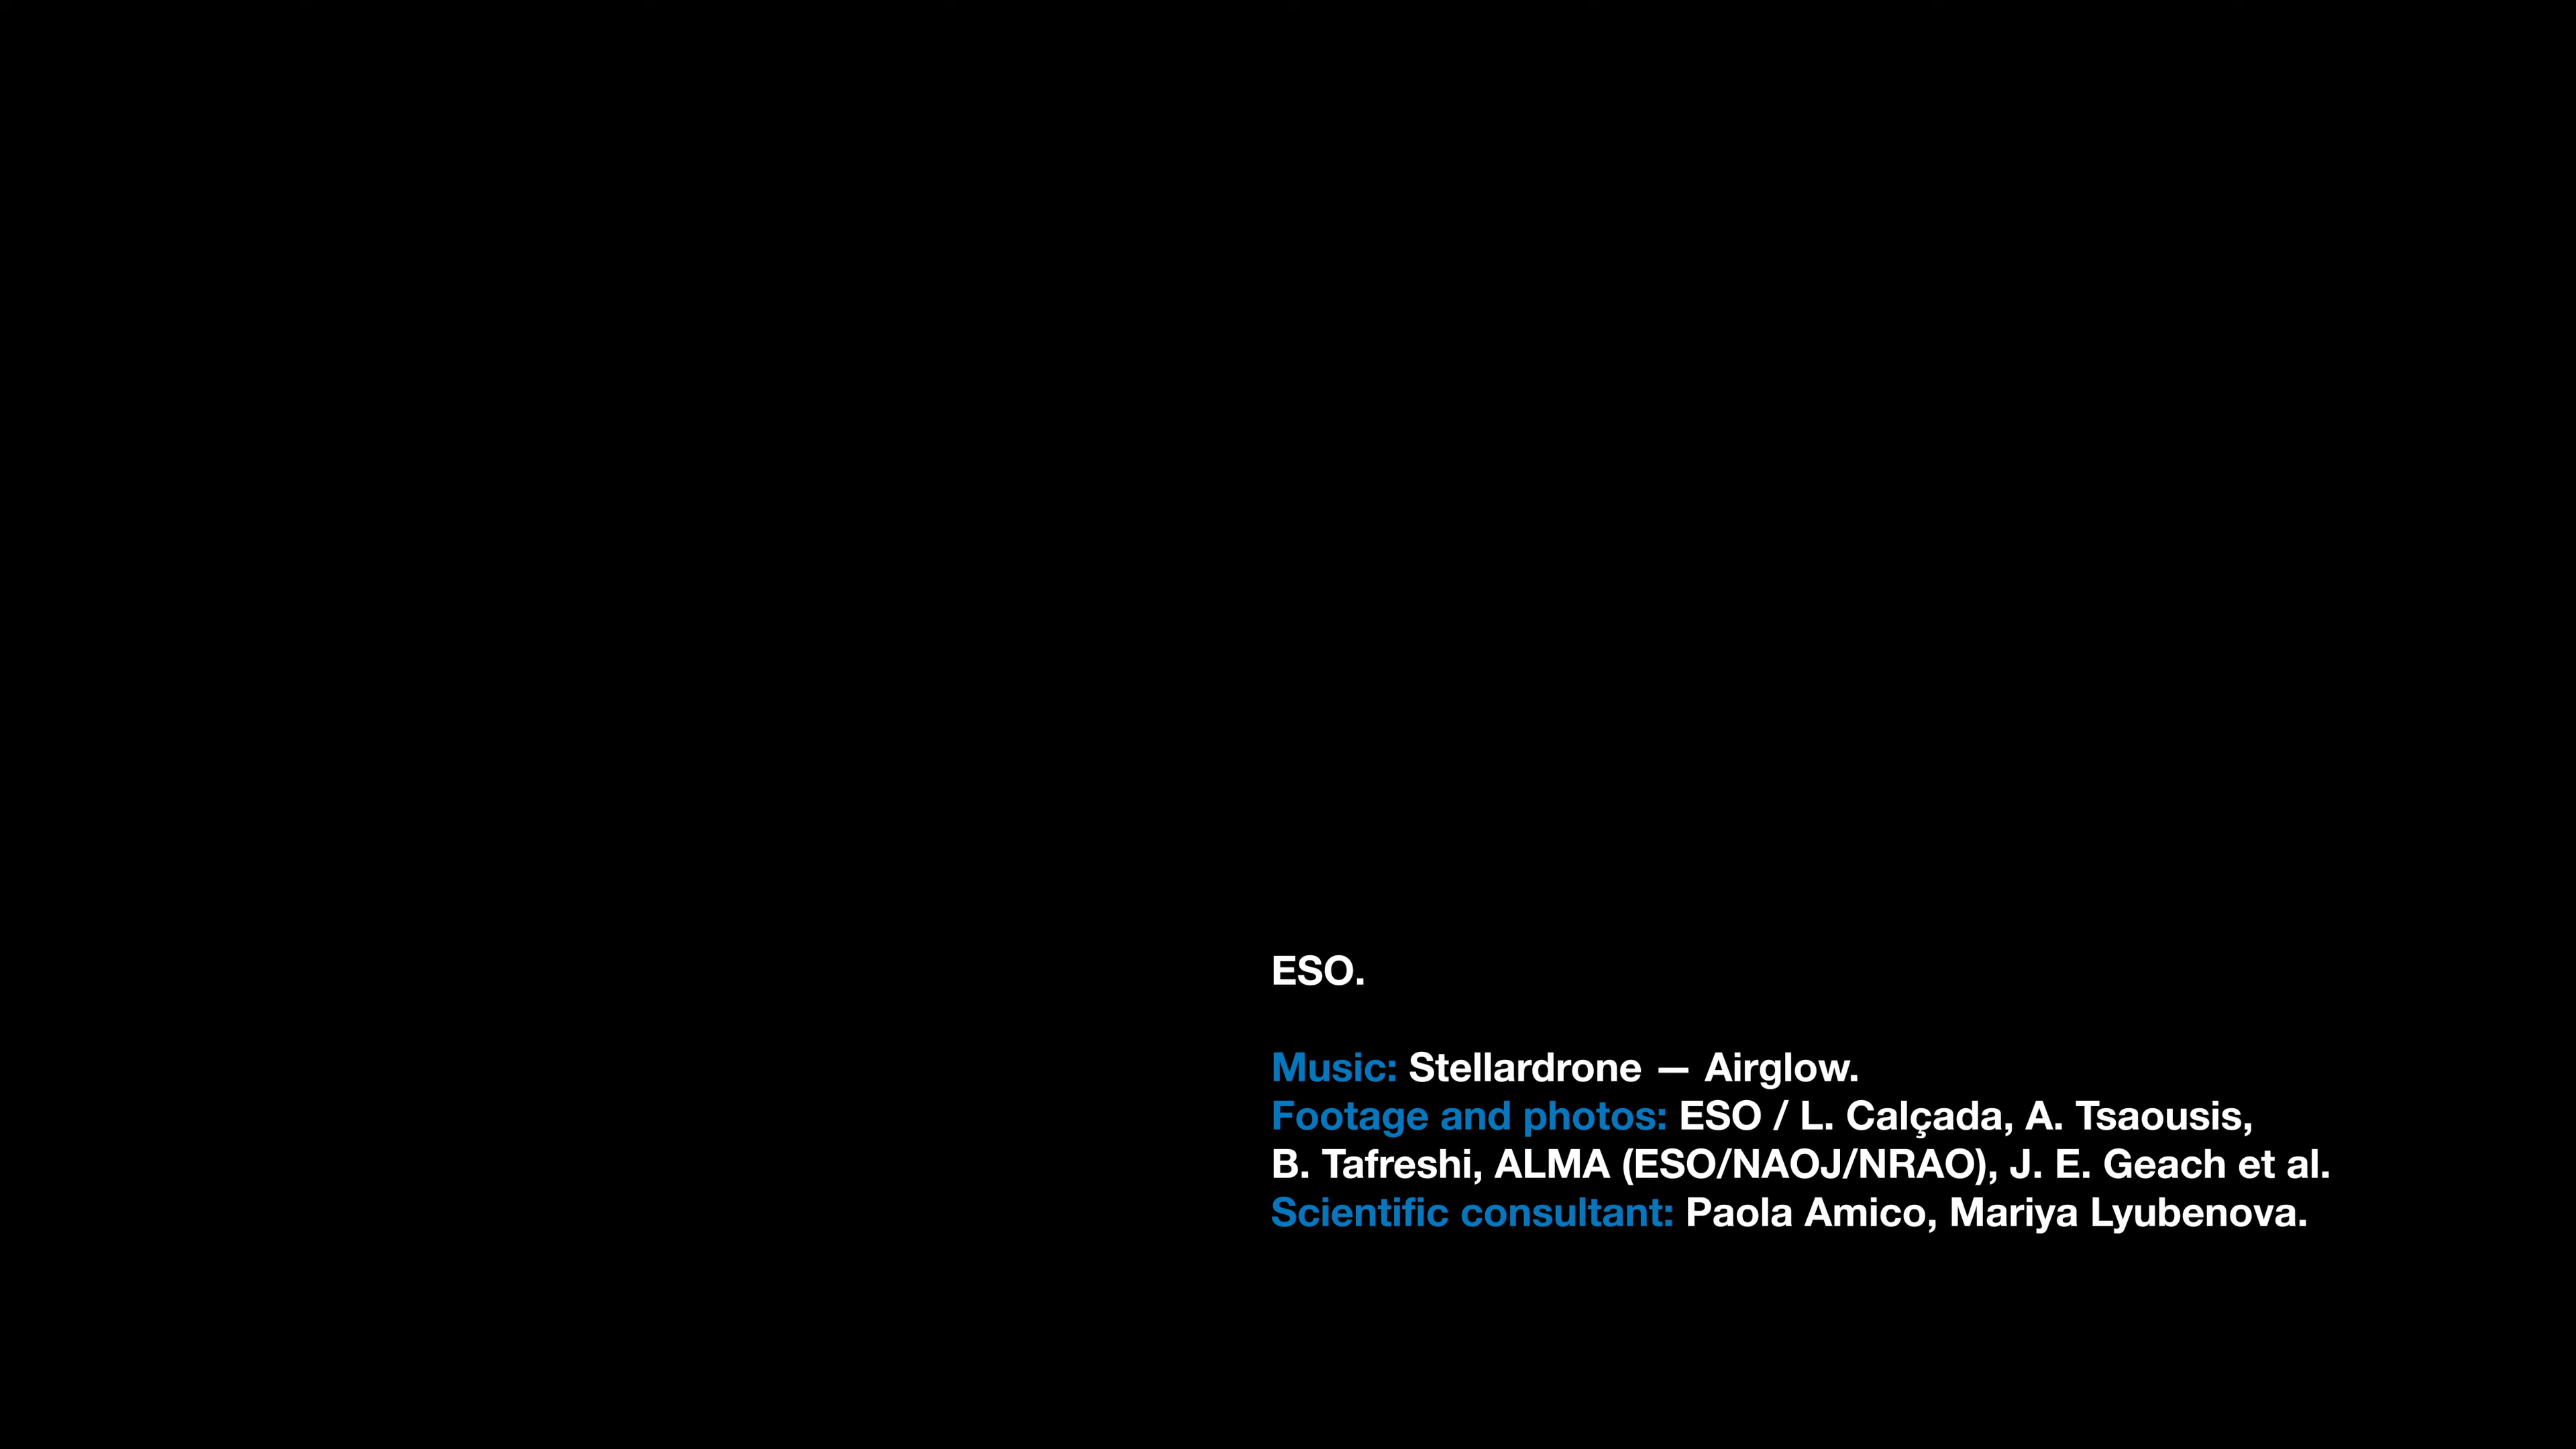 ESO.
Music: Stellardrone — Airglow.
Footage and photos: ESO / L. Calçada, A. Tsaousis,
B. Tafreshi, ALMA (ESO/NAOJ/NRAO), J. E. Geach et al.
Scientific consultant: Paola Amico, Mariya Lyubenova.